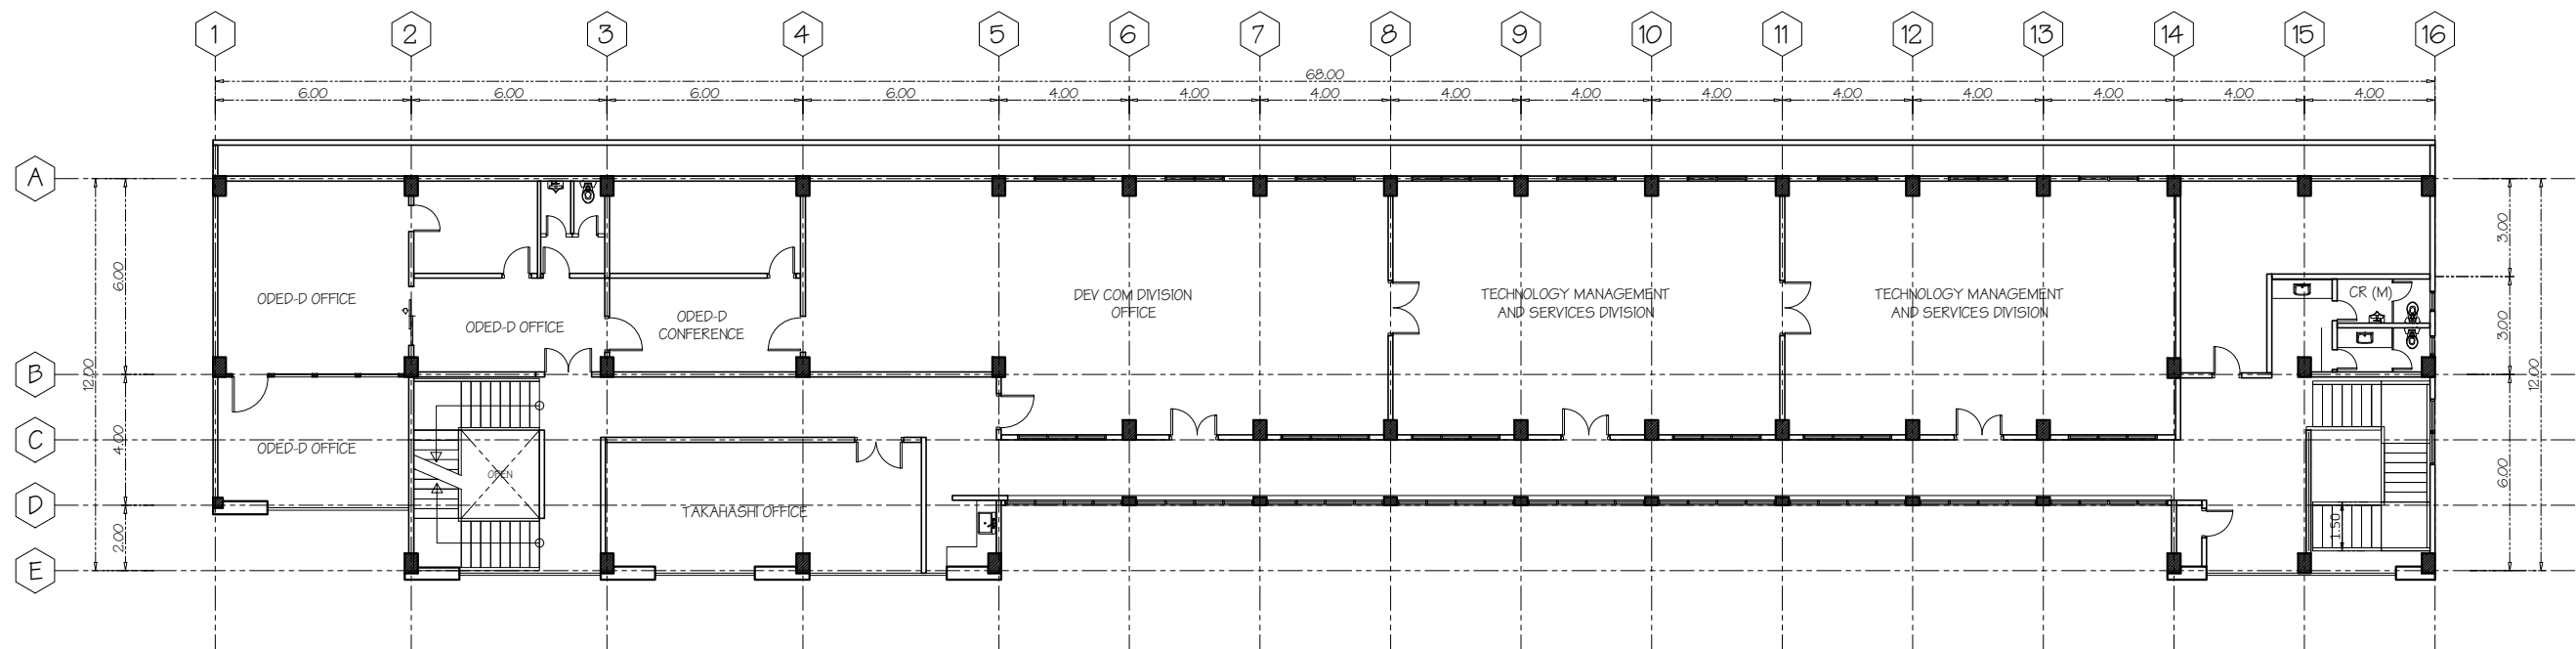 1 2 3 4 5 6 7 8 9 10 11 12 13 14 15 16
68.00
6.00 6.00 6.00 6.00 4.00 4.00 4.00 4.00 4.00 4.00 4.00 4.00 4.00 4.00 4.00
A
B
C
D
E
12.00
6.00
4.00
2.00
ODED-D OFFICE
ODED-D OFFICE
ODED-D
CONFERENCE
DEV COM DIVISION
OFFICE
TECHNOLOGY MANAGEMENT
AND SERVICES DIVISION
TECHNOLOGY MANAGEMENT
AND SERVICES DIVISION
CR (M)
ODED-D OFFICE
OPEN
TAKAHASHI OFFICE
1.50
3.00
3.00
6.00
12.00